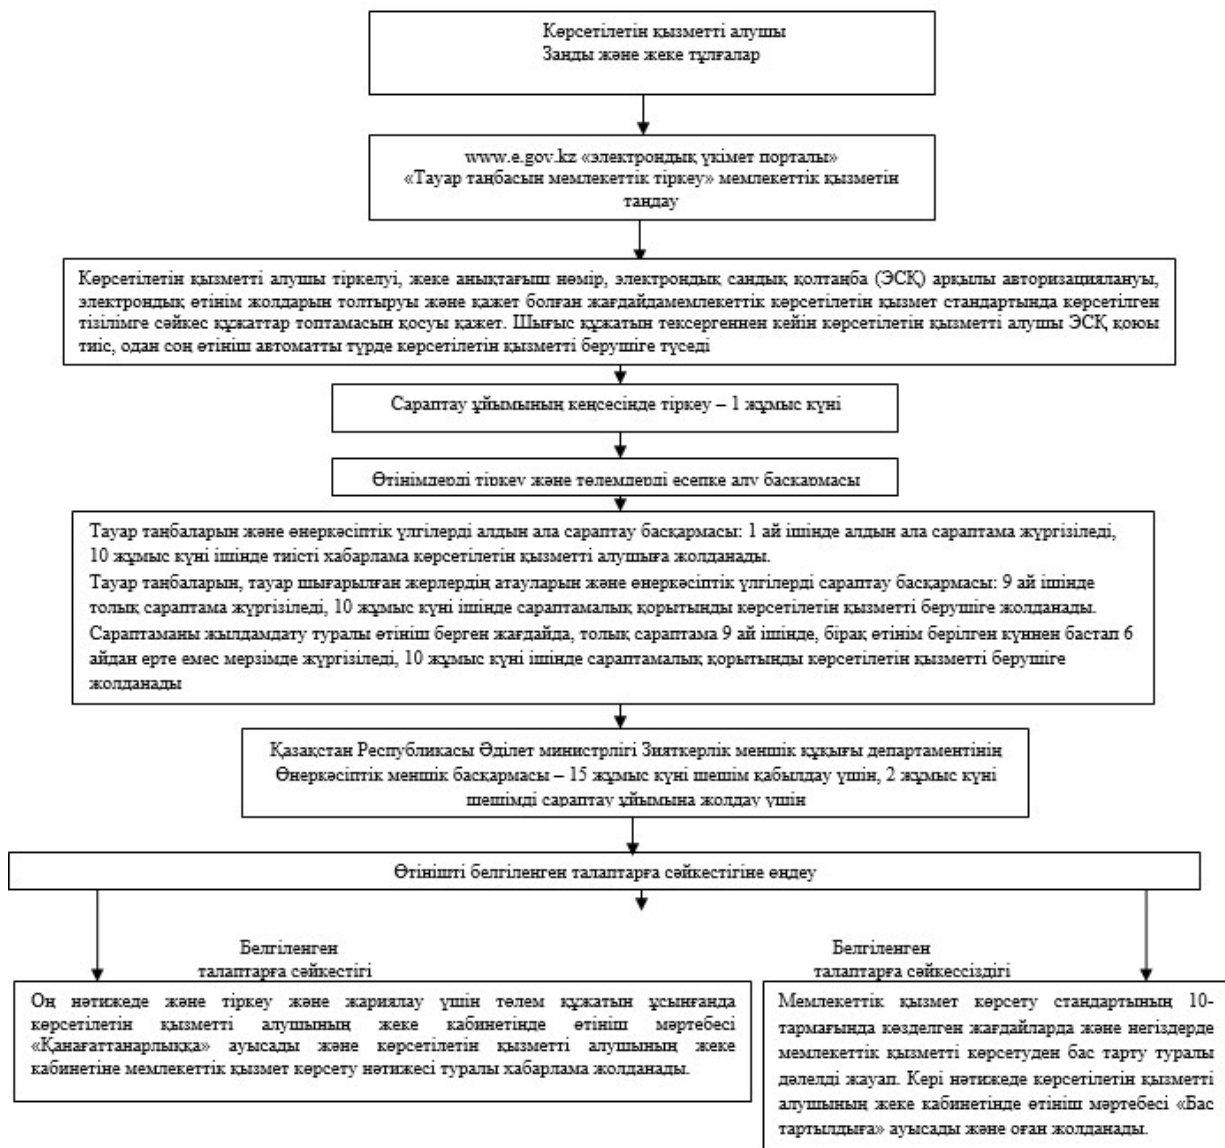 Көрсетілетін қызметті алушы
Заңды және жеке тұлғалар
www.e.gov.kz «электрондық үкімет порталы»
«Тауар таңбасын мемлекеттік тіркеу» мемлекеттік қызметін
таңдау
Көрсетілетін қызметті алушы тіркелуі, жеке анықтағыш нөмір, электрондық сандық қолтаңба (ЭСҚ) арқылы авторизациялануы,
электрондық өтінім жолдарын толтыруы және қажет болған жағдайдамемлекеттік көрсетілетін қызмет стандартында көрсетілген
тізілімге сәйкес құжаттар топтамасын қосуы қажет. Шығыс құжатын тексергеннен кейін көрсетілетін қызметті алушы ЭСҚ қоюы
тиіс, одан соң өтініш автоматты түрде көрсетілетін қызметті берушіге түседі
Сараптау ұйымының кеңсесінде тіркеу – 1 жұмыс күні
Өтінімдерді тіркеу және төлемдерді есепке алу басқармасы
Тауар таңбаларын және өнеркәсіптік үлгілерді алдын ала сараптау басқармасы: 1 ай ішінде алдын ала сараптама жүргізіледі,
10 жұмыс күні ішінде тиісті хабарлама көрсетілетін қызметті алушыға жолданады.
Тауар таңбаларын, тауар шығарылған жерлердің атауларын және өнеркәсіптік үлгілерді сараптау басқармасы: 9 ай ішінде
толық сараптама жүргізіледі, 10 жұмыс күні ішінде сараптамалық қорытынды көрсетілетін қызметті берушіге жолданады.
Сараптаманы жылдамдату туралы өтініш берген жағдайда, толық сараптама 9 ай ішінде, бірақ өтінім берілген күннен бастап 6
айдан ерте емес мерзімде жүргізіледі, 10 жұмыс күні ішінде сараптамалық қорытынды көрсетілетін қызметті берушіге
жолданады
Қазақстан Республикасы Әділет министрлігі Зияткерлік меншік құқығы департаментінің
Өнеркәсіптік меншік басқармасы – 15 жұмыс күні шешім қабылдау үшін, 2 жұмыс күні
шешімді сараптау ұйымына жолдау үшін
Өтінішті белгіленген талаптарға сәйкестігіне өңдеу
Белгіленген
талаптарға сәйкестігі
Белгіленген
талаптарға сәйкессіздігі
Оң нәтижеде және тіркеу және жариялау үшін төлем құжатын ұсынғанда
көрсетілетін қызметті алушының жеке кабинетінде өтініш мәртебесі
«Қанағаттанарлыққа» ауысады және көрсетілетін қызметті алушының жеке
кабинетіне мемлекеттік қызмет көрсету нәтижесі туралы хабарлама жолданады.
Мемлекеттік қызмет көрсету стандартының 10-
тармағында көзделген жағдайларда және негіздерде
мемлекеттік қызметті көрсетуден бас тарту туралы
дәлелді жауап. Кері нәтижеде көрсетілетін қызметті
алушының жеке кабинетінде өтініш мәртебесі «Бас
тартылдыға» ауысады және оған жолданады.